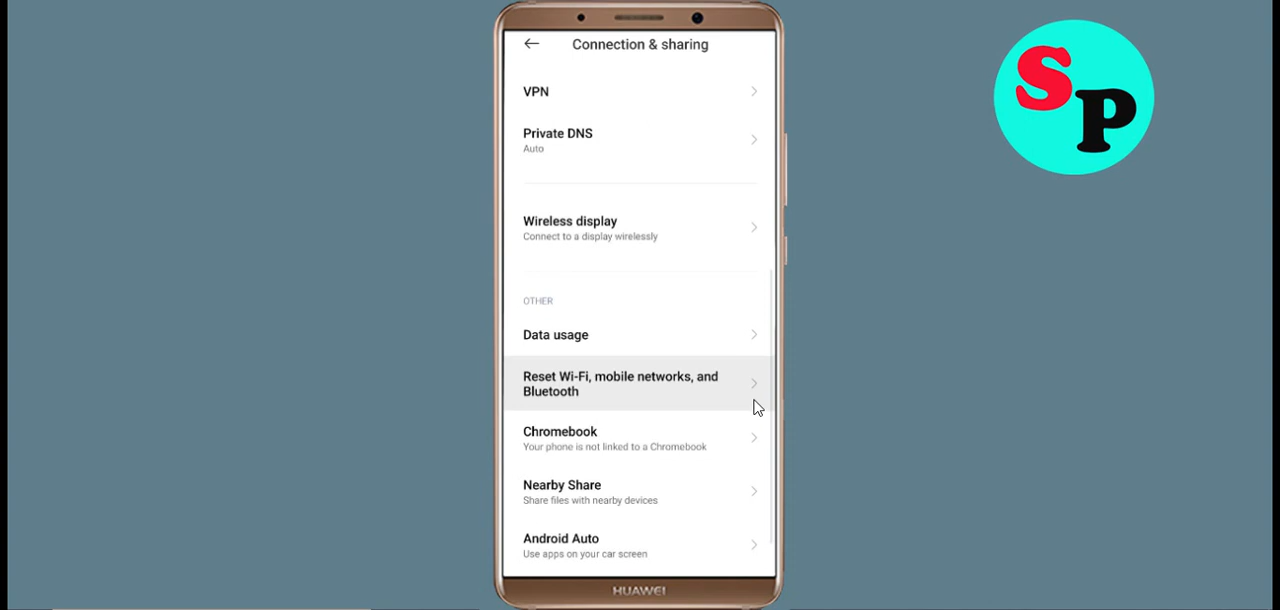 Connection & sharing
SP
VPN
Private DNS
Auto
Wireless display
Connect to a display wirelessly
OTHER
Data usage
Reset Wi-Fi, mobile networks, and
Bluetooth
Chromebook
Your phone is not linked to a Chromebook
Nearby Share
Share files with nearby devices
Android Auto
Use apps on your car screen
HUAWEI